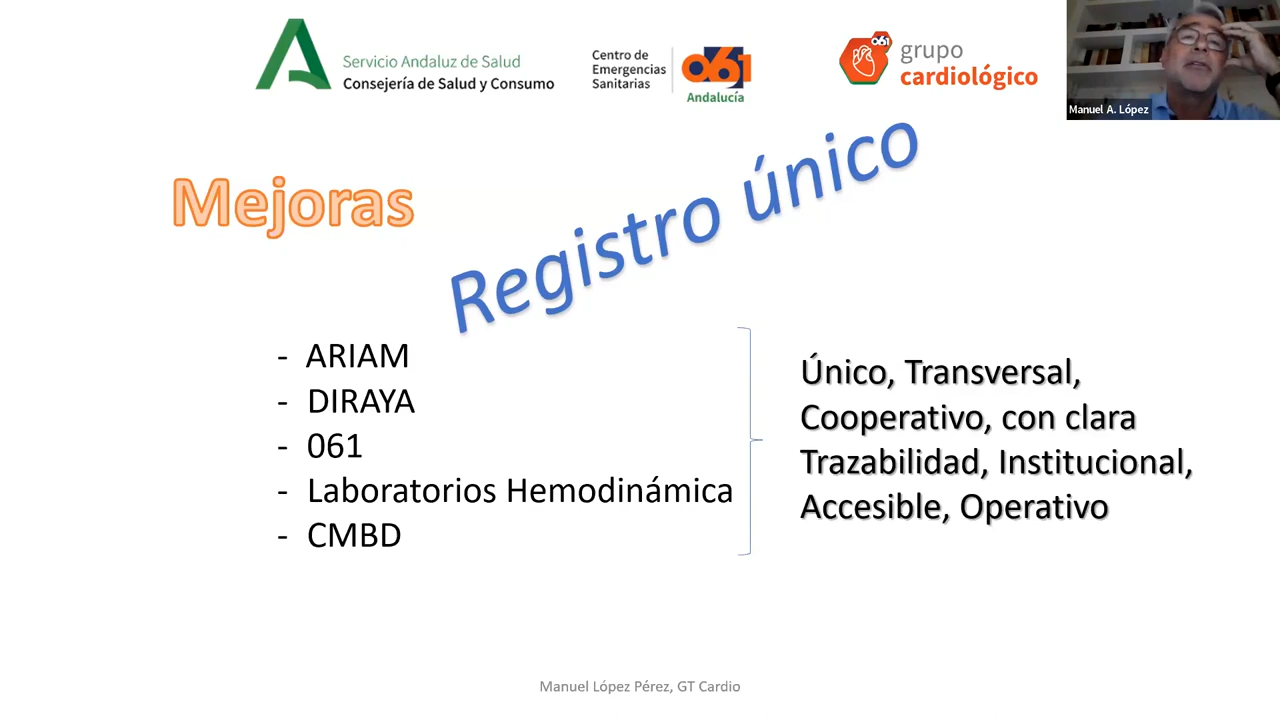 Servicio Andaluz de Salud
Consejería de Salud y Consumo
Centro de
Emergencias
Sanitarias
061
Andalucía
061
grupo
cardiológico
Manuel A. López
Mejoras
Registro único
- ARIAM
- DIRAYA
- 061
- Laboratorios Hemodinámica
- CMBD
Único, Transversal,
Cooperativo, con clara
Trazabilidad, Institucional,
Accesible, Operativo
Manuel López Pérez, GT Cardio